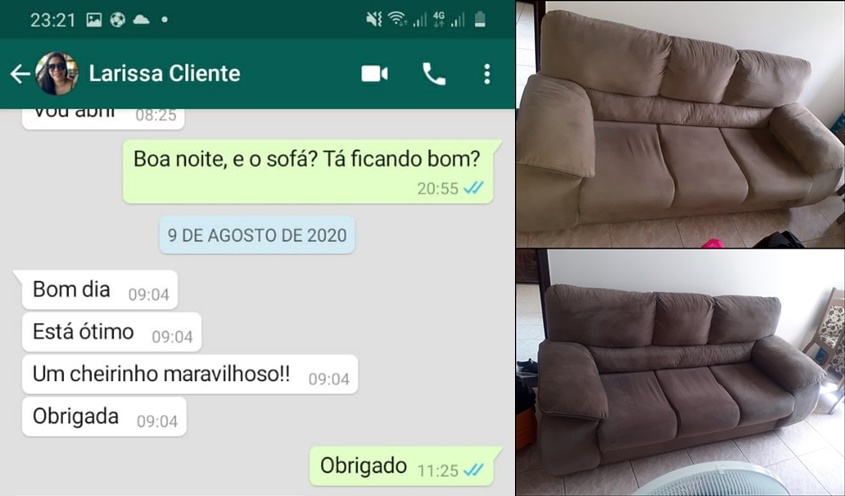 23:21
4G
Larissa Cliente
Vou abrir 08:25
Boa noite, e o sofá? Tá ficando bom?
20:55
9 DE AGOSTO DE 2020
Bom dia 09:04
Está ótimo 09:04
Um cheirinho maravilhoso!! 09:04
Obrigada 09:04
Obrigado 11:25